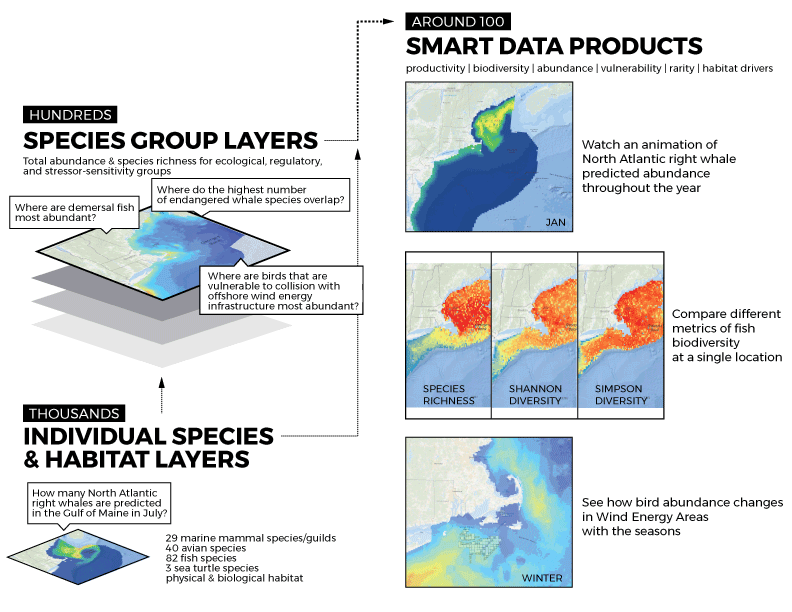 HUNDREDS
SPECIES GROUP LAYERS
Total abundance & species richness for ecological, regulatory,
and stressor-sensitivity groups
Where do the highest number
of endangered whale species overlap?
Where are demersal fish
most abundant?
Where are birds that are
vulnerable to collision with
offshore wind energy
infrastructure most abundant?
THOUSANDS
INDIVIDUAL SPECIES
& HABITAT LAYERS
How many North Atlantic
right whales are predicted
in the Gulf of Maine in July?
29 marine mammal species/guilds
40 avian species
82 fish species
3 sea turtle species
physical & biological habitat
AROUND 100
SMART DATA PRODUCTS
productivity | biodiversity | abundance | vulnerability | rarity | habitat drivers
JAN
Watch an animation of
North Atlantic right whale
predicted abundance
throughout the year
SPECIES
RICHNESS
SHANNON
DIVERSITY
SIMPSON
DIVERSITY
Compare different
metrics of fish
biodiversity
at a single location
WINTER
See how bird abundance changes
in Wind Energy Areas
with the seasons